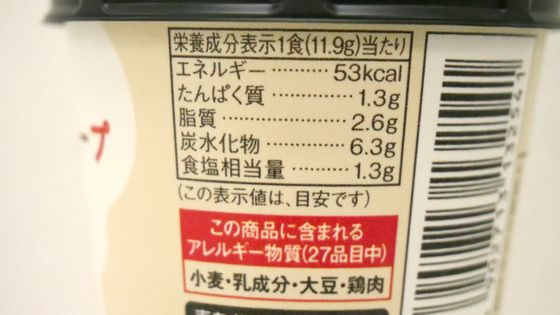 栄養成分表示1食(11.9g)当たり
エネルギー ………… 53kcal
たんぱく質 …………… 1.3g
脂質 …………………… 2.6g
炭水化物 ……………… 6.3g
食塩相当量 ………… 1.3g
(この表示値は、目安です)
この商品に含まれる
アレルギー物質(27品目中)
小麦・乳成分・大豆・鶏肉